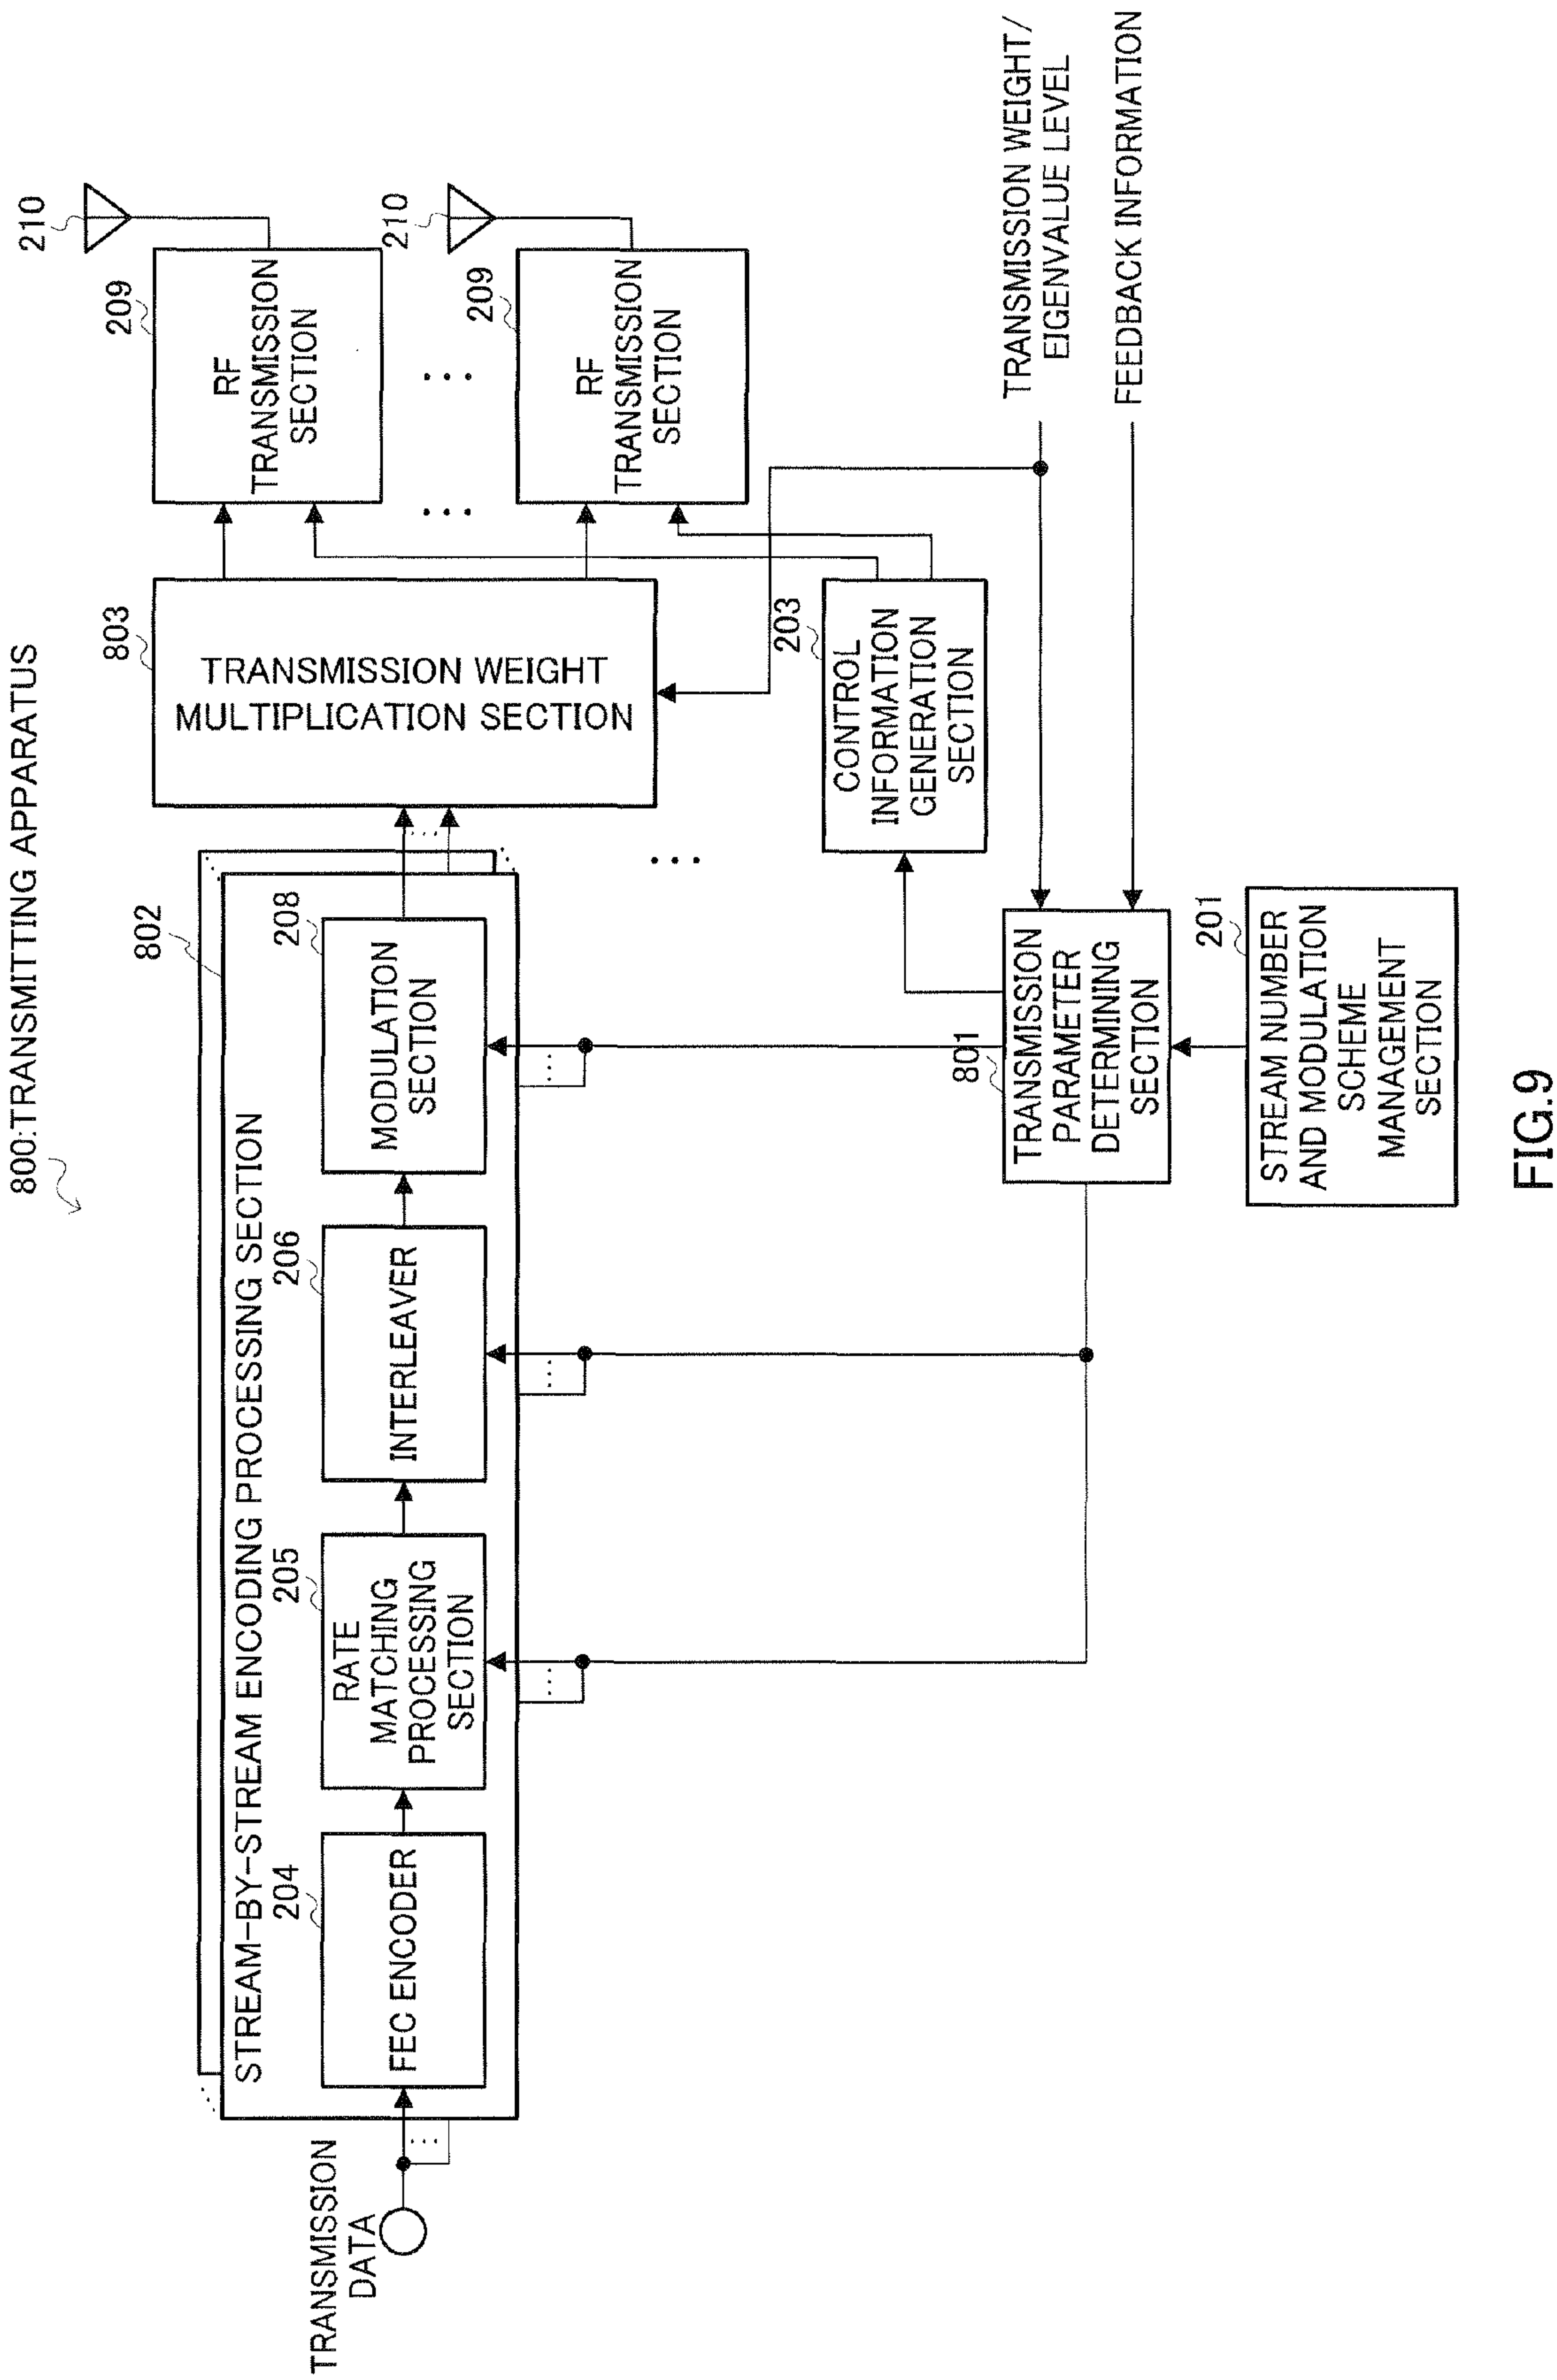 800:TRANSMITTING APPARATUS
802
STREAM-BY-STREAM ENCODING PROCESSING SECTION
TRANSMISSION
DATA
204
FEC ENCODER
205
RATE
MATCHING
PROCESSING
SECTION
206
INTERLEAVER
208
MODULATION
SECTION
803
TRANSMISSION WEIGHT
MULTIPLICATION SECTION
209
RF
TRANSMISSION
SECTION
210
209
RF
TRANSMISSION
SECTION
210
203
CONTROL
INFORMATION
GENERATION
SECTION
801
TRANSMISSION
PARAMETER
DETERMINING
SECTION
TRANSMISSION WEIGHT/
EIGENVALUE LEVEL
FEEDBACK INFORMATION
201
STREAM NUMBER
AND MODULATION
SCHEME
MANAGEMENT
SECTION
FIG.9